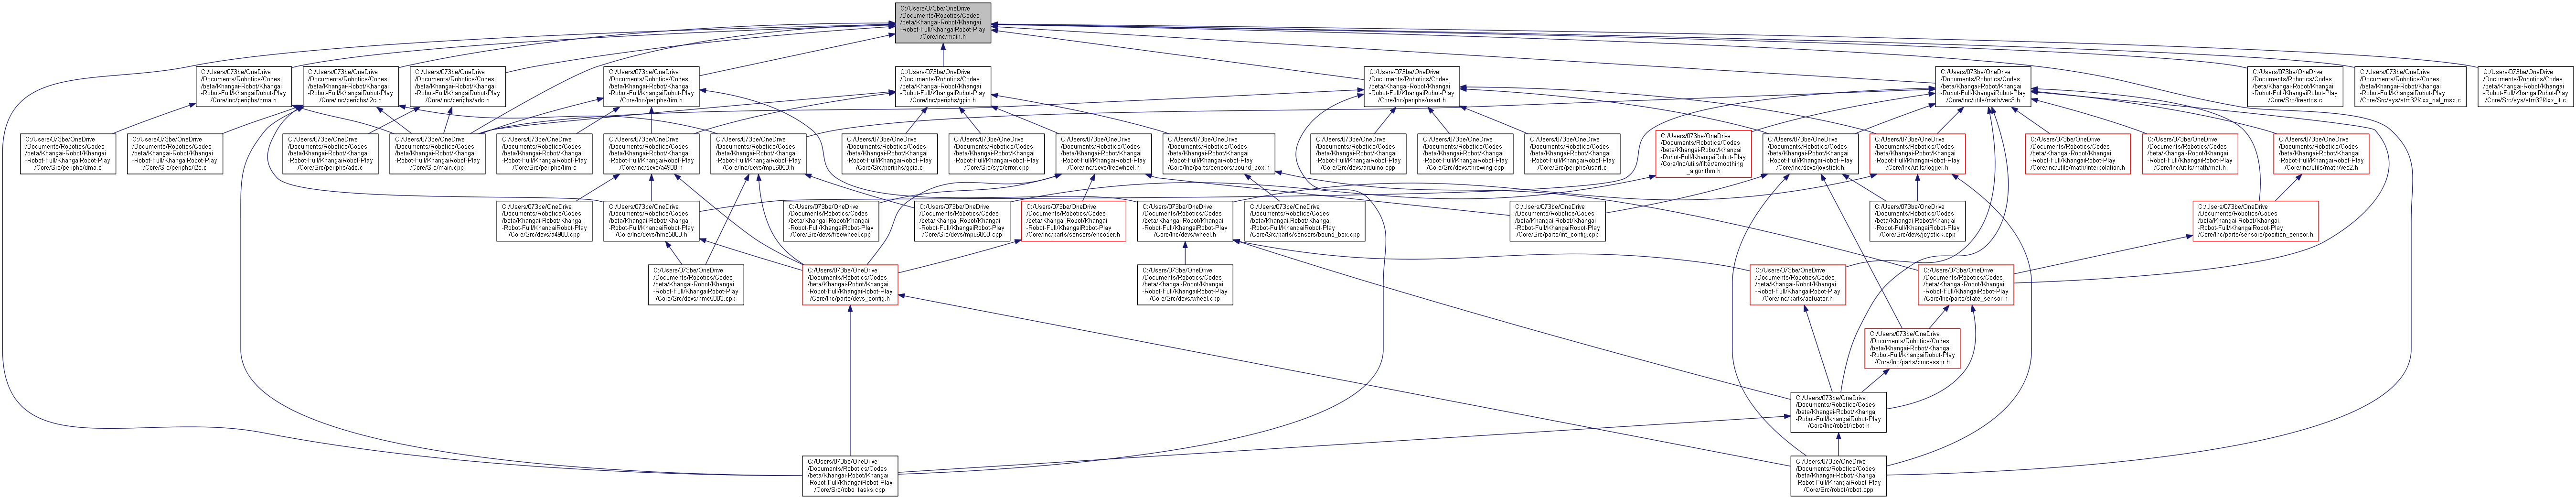 C:/Users/073be/OneDrive
/Documents/Robotics/Codes
/beta/Khangai-Robot/Khangai
-Robot-Full/KhangaiRobot-Play
/Core/Inc/main.h
C:/Users/073be/OneDrive
/Documents/Robotics/Codes
/beta/Khangai-Robot/Khangai
-Robot-Full/KhangaiRobot-Play
/Core/Inc/periphs/dma.h
C:/Users/073be/OneDrive
/Documents/Robotics/Codes
/beta/Khangai-Robot/Khangai
-Robot-Full/KhangaiRobot-Play
/Core/Inc/periphs/i2c.h
C:/Users/073be/OneDrive
/Documents/Robotics/Codes
/beta/Khangai-Robot/Khangai
-Robot-Full/KhangaiRobot-Play
/Core/Inc/periphs/adc.h
C:/Users/073be/OneDrive
/Documents/Robotics/Codes
/beta/Khangai-Robot/Khangai
-Robot-Full/KhangaiRobot-Play
/Core/Inc/periphs/tim.h
C:/Users/073be/OneDrive
/Documents/Robotics/Codes
/beta/Khangai-Robot/Khangai
-Robot-Full/KhangaiRobot-Play
/Core/Inc/periphs/gpio.h
C:/Users/073be/OneDrive
/Documents/Robotics/Codes
/beta/Khangai-Robot/Khangai
-Robot-Full/KhangaiRobot-Play
/Core/Inc/periphs/usart.h
C:/Users/073be/OneDrive
/Documents/Robotics/Codes
/beta/Khangai-Robot/Khangai
-Robot-Full/KhangaiRobot-Play
/Core/Inc/utils/math/vec3.h
C:/Users/073be/OneDrive
/Documents/Robotics/Codes
/beta/Khangai-Robot/Khangai
-Robot-Full/KhangaiRobot-Play
/Core/Src/freertos.c
C:/Users/073be/OneDrive
/Documents/Robotics/Codes
/beta/Khangai-Robot/Khangai
-Robot-Full/KhangaiRobot-Play
/Core/Src/sys/stm32f4xx_hal_msp.c
C:/Users/073be/OneDrive
/Documents/Robotics/Codes
/beta/Khangai-Robot/Khangai
-Robot-Full/KhangaiRobot-Play
/Core/Src/sys/stm32f4xx_it.c
C:/Users/073be/OneDrive
/Documents/Robotics/Codes
/beta/Khangai-Robot/Khangai
-Robot-Full/KhangaiRobot-Play
/Core/Src/periphs/dma.c
C:/Users/073be/OneDrive
/Documents/Robotics/Codes
/beta/Khangai-Robot/Khangai
-Robot-Full/KhangaiRobot-Play
/Core/Src/periphs/i2c.c
C:/Users/073be/OneDrive
/Documents/Robotics/Codes
/beta/Khangai-Robot/Khangai
-Robot-Full/KhangaiRobot-Play
/Core/Src/periphs/adc.c
C:/Users/073be/OneDrive
/Documents/Robotics/Codes
/beta/Khangai-Robot/Khangai
-Robot-Full/KhangaiRobot-Play
/Core/Src/main.cpp
C:/Users/073be/OneDrive
/Documents/Robotics/Codes
/beta/Khangai-Robot/Khangai
-Robot-Full/KhangaiRobot-Play
/Core/Src/periphs/tim.c
C:/Users/073be/OneDrive
/Documents/Robotics/Codes
/beta/Khangai-Robot/Khangai
-Robot-Full/KhangaiRobot-Play
/Core/Inc/devs/a4988.h
C:/Users/073be/OneDrive
/Documents/Robotics/Codes
/beta/Khangai-Robot/Khangai
-Robot-Full/KhangaiRobot-Play
/Core/Inc/devs/mpu6050.h
C:/Users/073be/OneDrive
/Documents/Robotics/Codes
/beta/Khangai-Robot/Khangai
-Robot-Full/KhangaiRobot-Play
/Core/Src/periphs/gpio.c
C:/Users/073be/OneDrive
/Documents/Robotics/Codes
/beta/Khangai-Robot/Khangai
-Robot-Full/KhangaiRobot-Play
/Core/Src/sys/error.cpp
C:/Users/073be/OneDrive
/Documents/Robotics/Codes
/beta/Khangai-Robot/Khangai
-Robot-Full/KhangaiRobot-Play
/Core/Inc/devs/freewheel.h
C:/Users/073be/OneDrive
/Documents/Robotics/Codes
/beta/Khangai-Robot/Khangai
-Robot-Full/KhangaiRobot-Play
/Core/Inc/parts/sensors/bound_box.h
C:/Users/073be/OneDrive
/Documents/Robotics/Codes
/beta/Khangai-Robot/Khangai
-Robot-Full/KhangaiRobot-Play
/Core/Src/devs/arduino.cpp
C:/Users/073be/OneDrive
/Documents/Robotics/Codes
/beta/Khangai-Robot/Khangai
-Robot-Full/KhangaiRobot-Play
/Core/Src/devs/throwing.cpp
C:/Users/073be/OneDrive
/Documents/Robotics/Codes
/beta/Khangai-Robot/Khangai
-Robot-Full/KhangaiRobot-Play
/Core/Src/periphs/usart.c
C:/Users/073be/OneDrive
/Documents/Robotics/Codes
/beta/Khangai-Robot/Khangai
-Robot-Full/KhangaiRobot-Play
/Core/Inc/utils/filter/smoothing
_algorithm.h
C:/Users/073be/OneDrive
/Documents/Robotics/Codes
/beta/Khangai-Robot/Khangai
-Robot-Full/KhangaiRobot-Play
/Core/Inc/devs/joystick.h
C:/Users/073be/OneDrive
/Documents/Robotics/Codes
/beta/Khangai-Robot/Khangai
-Robot-Full/KhangaiRobot-Play
/Core/Inc/utils/logger.h
C:/Users/073be/OneDrive
/Documents/Robotics/Codes
/beta/Khangai-Robot/Khangai
-Robot-Full/KhangaiRobot-Play
/Core/Inc/utils/math/interpolation.h
C:/Users/073be/OneDrive
/Documents/Robotics/Codes
/beta/Khangai-Robot/Khangai
-Robot-Full/KhangaiRobot-Play
/Core/Inc/utils/math/mat.h
C:/Users/073be/OneDrive
/Documents/Robotics/Codes
/beta/Khangai-Robot/Khangai
-Robot-Full/KhangaiRobot-Play
/Core/Inc/utils/math/vec2.h
C:/Users/073be/OneDrive
/Documents/Robotics/Codes
/beta/Khangai-Robot/Khangai
-Robot-Full/KhangaiRobot-Play
/Core/Src/devs/a4988.cpp
C:/Users/073be/OneDrive
/Documents/Robotics/Codes
/beta/Khangai-Robot/Khangai
-Robot-Full/KhangaiRobot-Play
/Core/Inc/devs/hmc5883.h
C:/Users/073be/OneDrive
/Documents/Robotics/Codes
/beta/Khangai-Robot/Khangai
-Robot-Full/KhangaiRobot-Play
/Core/Src/devs/freewheel.cpp
C:/Users/073be/OneDrive
/Documents/Robotics/Codes
/beta/Khangai-Robot/Khangai
-Robot-Full/KhangaiRobot-Play
/Core/Src/devs/mpu6050.cpp
C:/Users/073be/OneDrive
/Documents/Robotics/Codes
/beta/Khangai-Robot/Khangai
-Robot-Full/KhangaiRobot-Play
/Core/Inc/parts/sensors/encoder.h
C:/Users/073be/OneDrive
/Documents/Robotics/Codes
/beta/Khangai-Robot/Khangai
-Robot-Full/KhangaiRobot-Play
/Core/Inc/devs/wheel.h
C:/Users/073be/OneDrive
/Documents/Robotics/Codes
/beta/Khangai-Robot/Khangai
-Robot-Full/KhangaiRobot-Play
/Core/Src/parts/sensors/bound_box.cpp
C:/Users/073be/OneDrive
/Documents/Robotics/Codes
/beta/Khangai-Robot/Khangai
-Robot-Full/KhangaiRobot-Play
/Core/Src/parts/int_config.cpp
C:/Users/073be/OneDrive
/Documents/Robotics/Codes
/beta/Khangai-Robot/Khangai
-Robot-Full/KhangaiRobot-Play
/Core/Src/devs/joystick.cpp
C:/Users/073be/OneDrive
/Documents/Robotics/Codes
/beta/Khangai-Robot/Khangai
-Robot-Full/KhangaiRobot-Play
/Core/Inc/parts/sensors/position_sensor.h
C:/Users/073be/OneDrive
/Documents/Robotics/Codes
/beta/Khangai-Robot/Khangai
-Robot-Full/KhangaiRobot-Play
/Core/Src/devs/hmc5883.cpp
C:/Users/073be/OneDrive
/Documents/Robotics/Codes
/beta/Khangai-Robot/Khangai
-Robot-Full/KhangaiRobot-Play
/Core/Inc/parts/devs_config.h
C:/Users/073be/OneDrive
/Documents/Robotics/Codes
/beta/Khangai-Robot/Khangai
-Robot-Full/KhangaiRobot-Play
/Core/Src/devs/wheel.cpp
C:/Users/073be/OneDrive
/Documents/Robotics/Codes
/beta/Khangai-Robot/Khangai
-Robot-Full/KhangaiRobot-Play
/Core/Inc/parts/actuator.h
C:/Users/073be/OneDrive
/Documents/Robotics/Codes
/beta/Khangai-Robot/Khangai
-Robot-Full/KhangaiRobot-Play
/Core/Inc/parts/state_sensor.h
C:/Users/073be/OneDrive
/Documents/Robotics/Codes
/beta/Khangai-Robot/Khangai
-Robot-Full/KhangaiRobot-Play
/Core/Inc/parts/processor.h
C:/Users/073be/OneDrive
/Documents/Robotics/Codes
/beta/Khangai-Robot/Khangai
-Robot-Full/KhangaiRobot-Play
/Core/Inc/robot/robot.h
C:/Users/073be/OneDrive
/Documents/Robotics/Codes
/beta/Khangai-Robot/Khangai
-Robot-Full/KhangaiRobot-Play
/Core/Src/robo_tasks.cpp
C:/Users/073be/OneDrive
/Documents/Robotics/Codes
/beta/Khangai-Robot/Khangai
-Robot-Full/KhangaiRobot-Play
/Core/Src/robot/robot.cpp